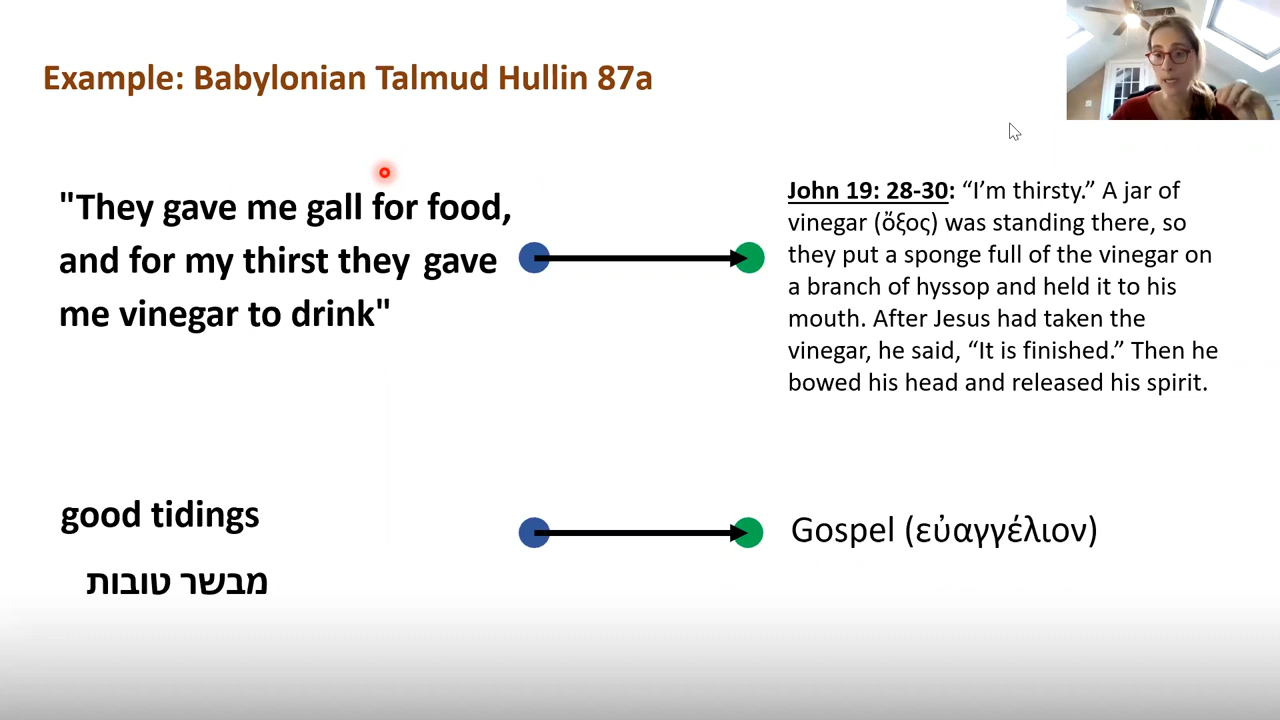 Example: Babylonian Talmud Hullin 87a
"They gave me gall for food,
and for my thirst they gave
me vinegar to drink"
John 19: 28-30: “I’m thirsty.” A jar of
vinegar (ὄξος) was standing there, so
they put a sponge full of the vinegar on
a branch of hyssop and held it to his
mouth. After Jesus had taken the
vinegar, he said, “It is finished.” Then he
bowed his head and released his spirit.
good tidings
מבשר טובות
Gospel (εὐαγγέλιον)